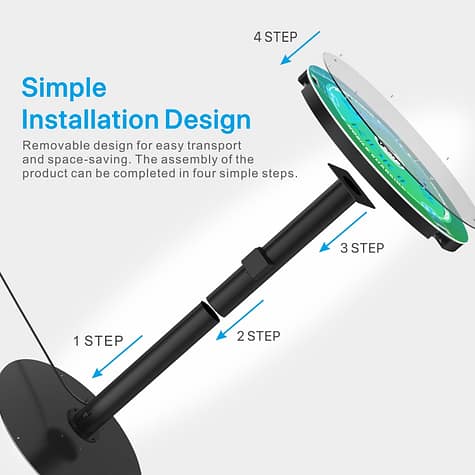 4 STEP
Simple
Installation Design
Removable design for easy transport
and space-saving. The assembly of the
product can be completed in four simple steps.
3 STEP
2 STEP
1 STEP